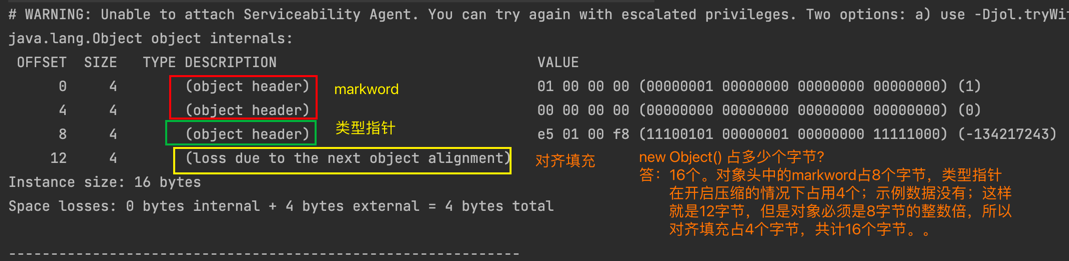 # WARNING: Unable to attach Serviceability Agent. You can try again with escalated privileges. Two options: a) use -Djol.tryWi
java.lang.Object object internals:
OFFSET SIZE TYPE DESCRIPTION VALUE
0 4 (object header) markword 01 00 00 00 (00000001 00000000 00000000 00000000) (1)
4 4 (object header) 00 00 00 00 (00000000 00000000 00000000 00000000) (0)
8 4 (object header) 类型指针 e5 01 00 f8 (11100101 00000001 00000000 11111000) (-134217243)
12 4 (loss due to the next object alignment) 对齐填充
Instance size: 16 bytes
Space losses: 0 bytes internal + 4 bytes external = 4 bytes total
new Object() 占多少个字节?
答:16个。对象头中的markword占8个字节,类型指针
在开启压缩的情况下占用4个;示例数据没有;这样
就是12字节,但是对象必须是8字节的整数倍,所以
对齐填充占4个字节,共计16个字节。。
----------------------------------------------------------------